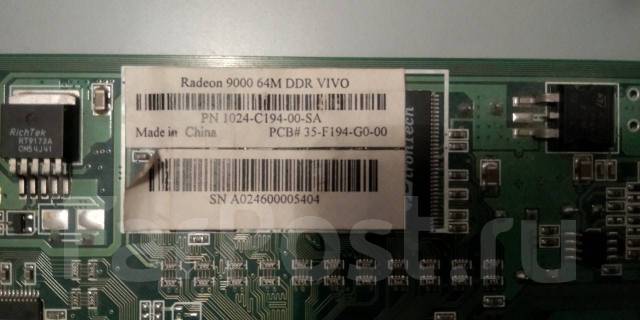 Radeon 9000 64M DDR VIVO
PN 1024-C194-00-SA
Made in China PCB# 35-F194-G0-00
SN A024600005404
RichTek
RT9173A
farPost.ru